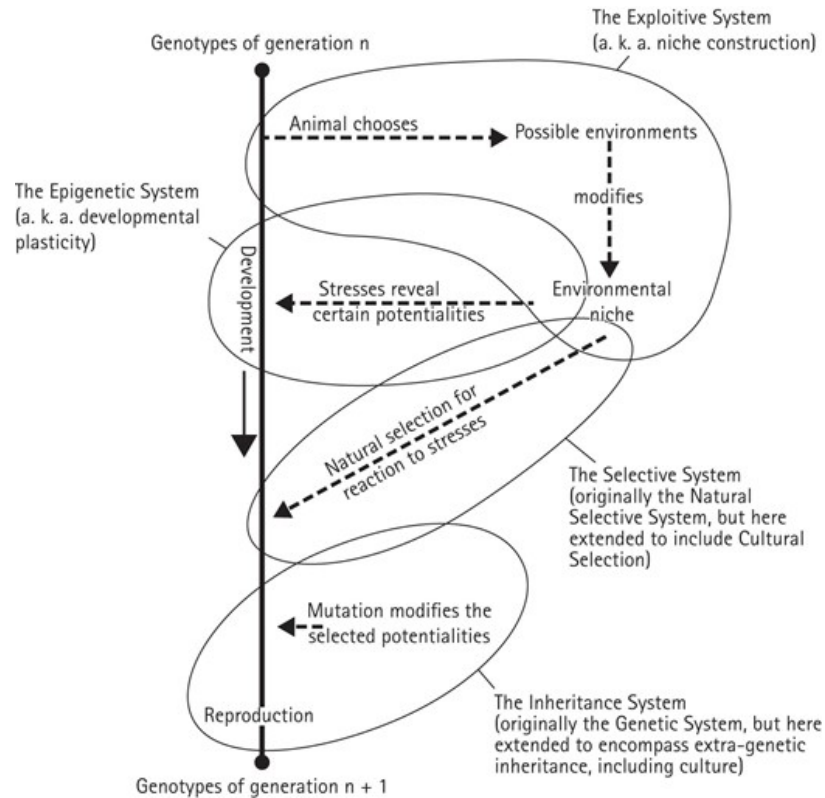 The Exploitive System
(a. k. a. niche construction)
Genotypes of generation n
Animal chooses
Possible environments
modifies
The Epigenetic System
(a. k. a. developmental
plasticity)
Development
Stresses reveal
certain potentialities
Environmental
niche
Natural selection for
reaction to stresses
The Selective System
(originally the Natural
Selective System, but here
extended to include Cultural
Selection)
Mutation modifies the
selected potentialities
Reproduction
The Inheritance System
(originally the Genetic System, but here
extended to encompass extra-genetic
inheritance, including culture)
Genotypes of generation n + 1